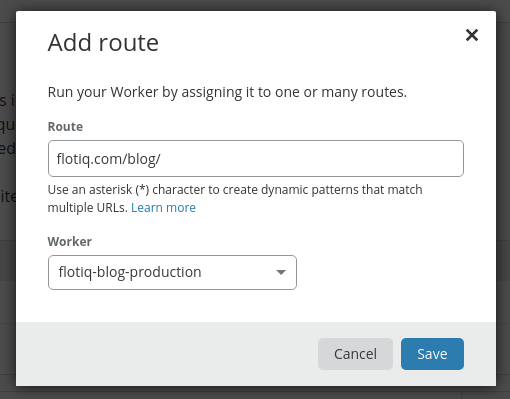 Add route
×
Run your Worker by assigning it to one or many routes.
Route
flotiq.com/blog/
Use an asterisk (*) character to create dynamic patterns that match
multiple URLs. Learn more
Worker
flotiq-blog-production
Cancel
Save